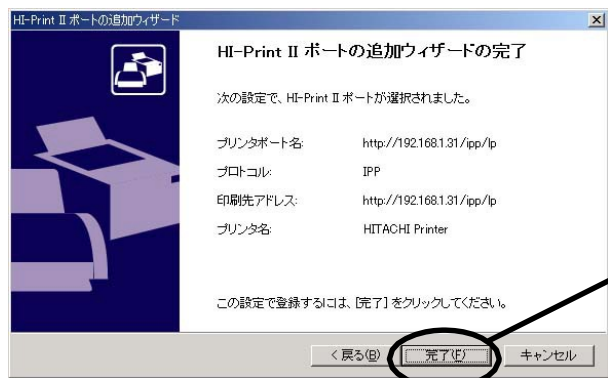 HI-Print II ポートの追加ウィザード
HI-Print II ポートの追加ウィザードの完了
次の設定で、HI-Print II ポートが選択されました。
プリンタポート名: http://192.168.1.31/ipp/lp
プロトコル: IPP
印刷先アドレス: http://192.168.1.31/ipp/lp
プリンタ名: HITACHI Printer
この設定で登録するには、[完了] をクリックしてください。
< 戻る(B) 完了(F) キャンセル